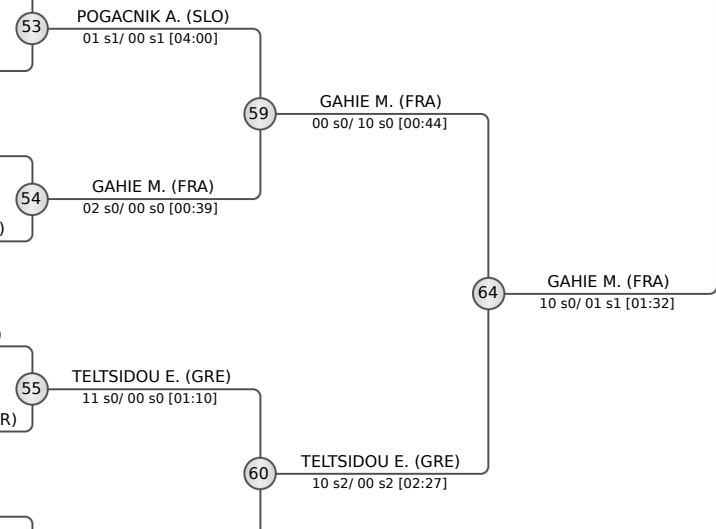 53
POGACNIK A. (SLO)
01 s1/ 00 s1 [04:00]
59
GAHIE M. (FRA)
00 s0/ 10 s0 [00:44]
54
GAHIE M. (FRA)
02 s0/ 00 s0 [00:39]
)
64
GAHIE M. (FRA)
10 s0/ 01 s1 [01:32]
)
55
TELTSIDOU E. (GRE)
11 s0/ 00 s0 [01:10]
R)
60
TELTSIDOU E. (GRE)
10 s2/ 00 s2 [02:27]